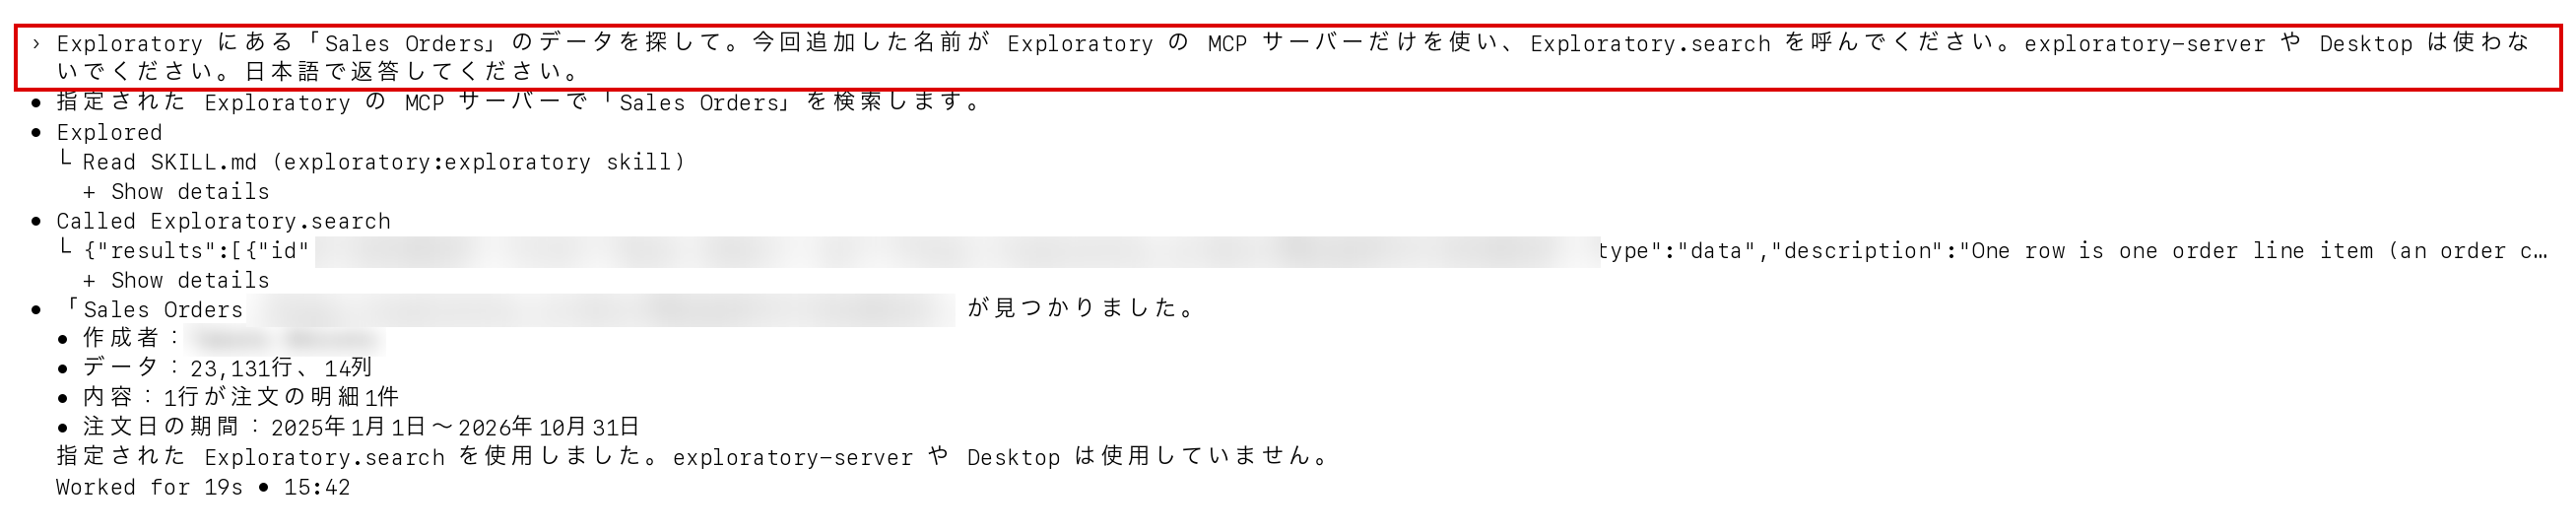 › Exploratory にある「Sales Orders」のデータを探して。今回追加した名前が Exploratory の MCP サーバーだけを使い、Exploratory.search を呼んでください。exploratory-server や Desktop は使わな
いでください。日本語で返答してください。
• 指定された Exploratory の MCP サーバーで「Sales Orders」を検索します。
• Explored
└ Read SKILL.md (exploratory:exploratory skill)
+ Show details
• Called Exploratory.search
└ {"results":[{"id" type":"data","description":"One row is one order line item (an order c…
+ Show details
• 「Sales Orders が見つかりました。
• 作成者：
• データ：23,131行、14列
• 内容：1行が注文の明細1件
• 注文日の期間：2025年1月1日～2026年10月31日
指定された Exploratory.search を使用しました。exploratory-server や Desktop は使用していません。
Worked for 19s • 15:42